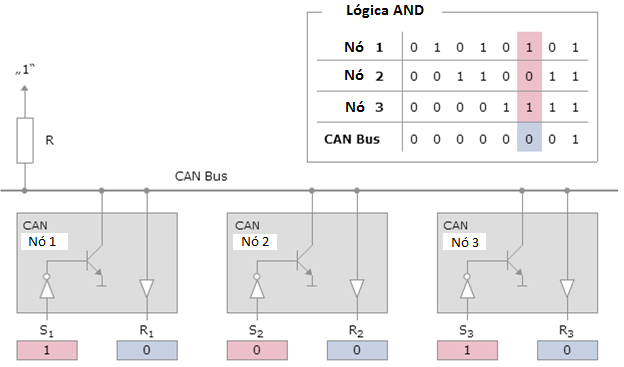 Lógica AND
Nó 1 0 1 0 1 0 1 0 1
Nó 2 0 0 1 1 0 0 1 1
Nó 3 0 0 0 0 1 1 1 1
CAN Bus 0 0 0 0 0 0 0 1
„1“
R
CAN Bus
CAN CAN CAN
Nó 1 Nó 2 Nó 3
S1 R1 S2 R2 S3 R3
1 0 0 0 1 0